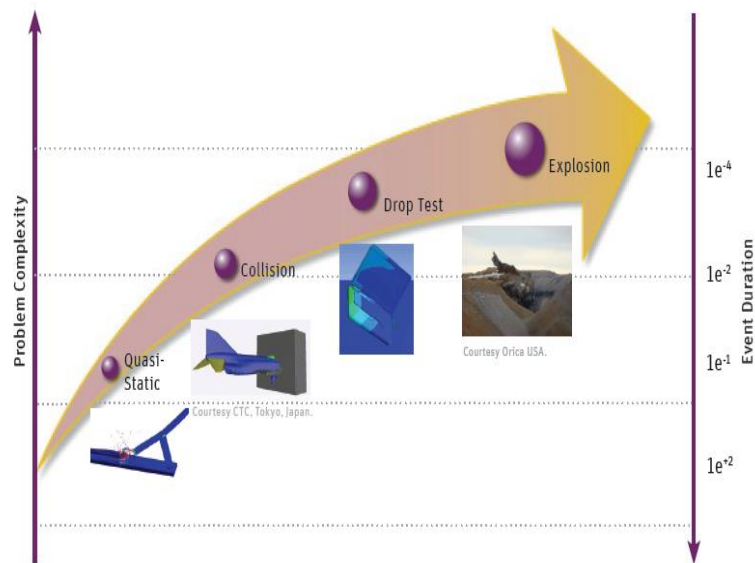 Problem Complexity
Explosion
Drop Test
Collision
Quasi-
Static
Courtesy Orica USA.
Courtesy CTC, Tokyo, Japan.
1e-4
1e-2
1e-1
1e+2
Event Duration